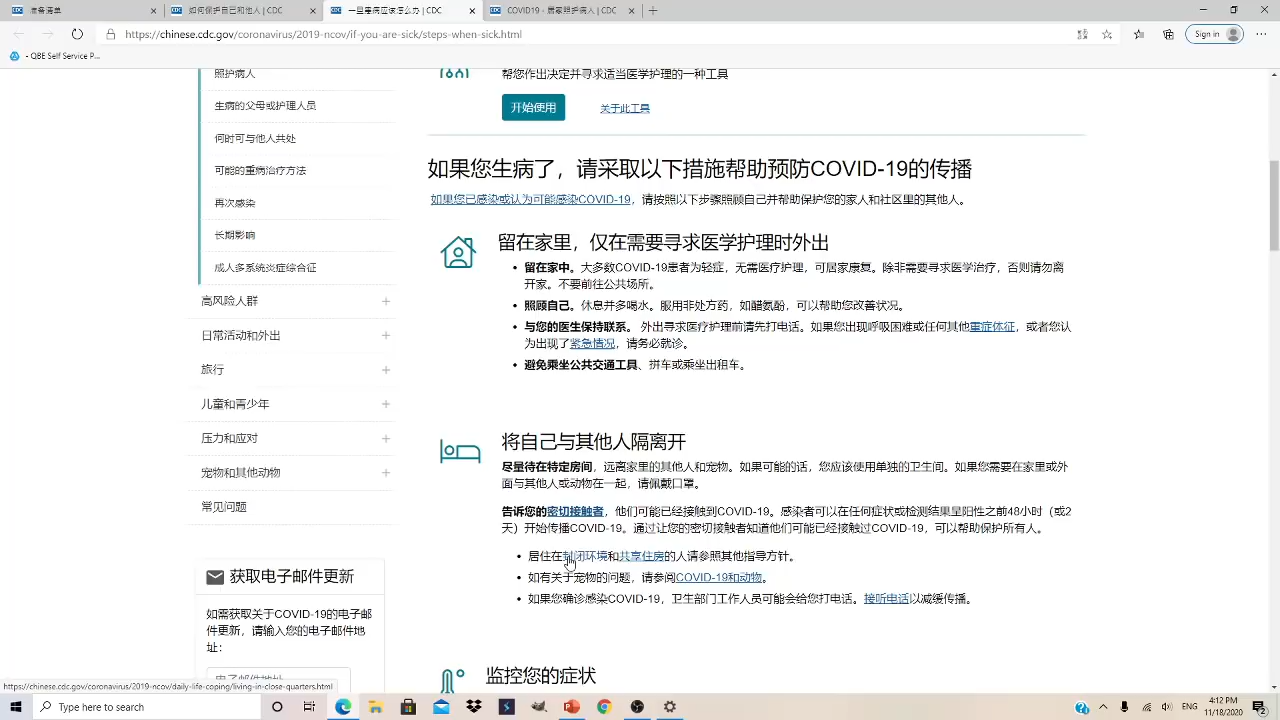 准备清单
如何保护自己和他人 | CDC
一旦患病应该怎么办 | CDC
COVID19 - 居家照护病人 | CDC
https://chinese.cdc.gov/coronavirus/2019-ncov/if-you-are-sick/steps-when-sick.html
Sign in
- QBE Self Service P...
照护病人
生病的父母或护理人员
何时可与他人共处
可能的重病治疗方法
再次感染
长期影响
成人多系统炎症综合征
高风险人群
日常活动和外出
旅行
儿童和青少年
压力和应对
宠物和其他动物
常见问题
获取电子邮件更新
如需获取关于COVID-19的电子邮
件更新，请输入您的电子邮件地
址：
电子邮件地址
帮您作出决定并寻求适当医学护理的一种工具
开始使用
关于此工具
如果您生病了，请采取以下措施帮助预防COVID-19的传播
如果您已感染或认为可能感染COVID-19，请按照以下步骤照顾自己并帮助保护您的家人和社区里的其他人。
留在家里，仅在需要寻求医学护理时外出
• 留在家中。大多数COVID-19患者为轻症，无需医疗护理，可居家康复。除非需要寻求医学治疗，否则请勿离
开家。不要前往公共场所。
• 照顾自己。休息并多喝水。服用非处方药，如醋氨酚，可以帮助您改善状况。
• 与您的医生保持联系。 外出寻求医疗护理前请先打电话。如果您出现呼吸困难或任何其他重症体征，或者您认
为出现了紧急情况，请务必就诊。
• 避免乘坐公共交通工具、拼车或乘坐出租车。
将自己与其他人隔离开
尽量待在特定房间，远离家里的其他人和宠物。如果可能的话，您应该使用单独的卫生间。如果您需要在家里或外
面与其他人或动物在一起，请佩戴口罩。
告诉您的密切接触者，他们可能已经接触到COVID-19。感染者可以在任何症状或检测结果呈阳性之前48小时（或2
天）开始传播COVID-19。通过让您的密切接触者知道他们可能已经接触过COVID-19，可以帮助保护所有人。
• 居住在封闭环境和共享住房的人请参照其他指导方针。
• 如有关于宠物的问题，请参阅COVID-19和动物。
• 如果您确诊感染COVID-19，卫生部门工作人员可能会给您打电话。接听电话以减缓传播。
监控您的症状
https://chinese.cdc.gov/coronavirus/2019-ncov/daily-life-coping/living-in-close-quarters.html
Type here to search
ENG
4:12 PM
11/18/2020